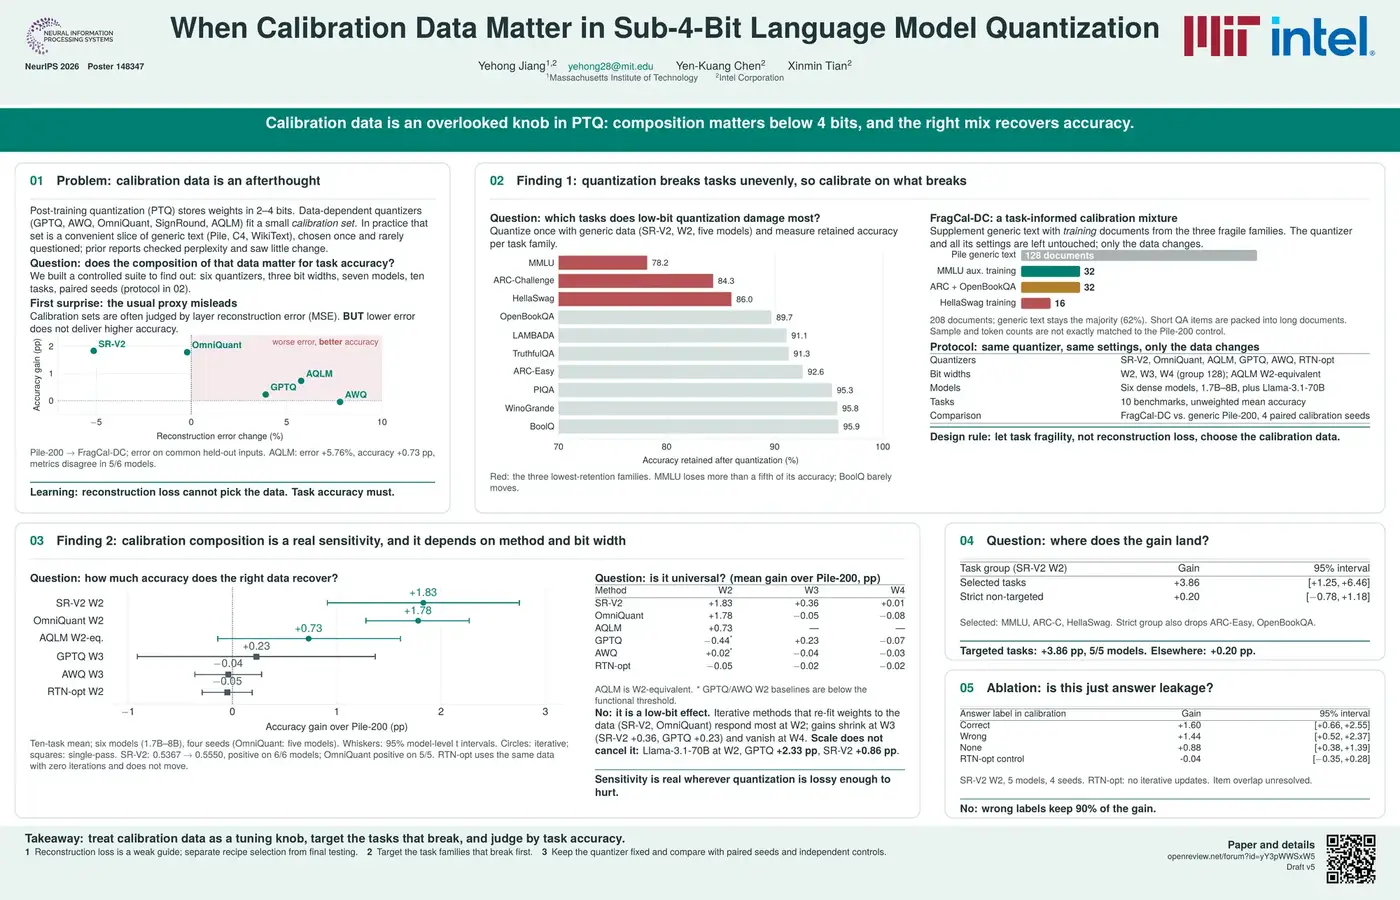 NEURAL INFORMATION
PROCESSING SYSTEMS
NeurIPS 2026 Poster 148347
When Calibration Data Matter in Sub-4-Bit Language Model Quantization
Yehong Jiang1,2 yehong28@mit.edu Yen-Kuang Chen2 Xinmin Tian2
1Massachusetts Institute of Technology 2Intel Corporation
MIT
intel®
Calibration data is an overlooked knob in PTQ: composition matters below 4 bits, and the right mix recovers accuracy.
01 Problem: calibration data is an afterthought
Post-training quantization (PTQ) stores weights in 2–4 bits. Data-dependent quantizers
(GPTQ, AWQ, OmniQuant, SignRound, AQLM) fit a small calibration set. In practice that
set is a convenient slice of generic text (Pile, C4, WikiText), chosen once and rarely
questioned; prior reports checked perplexity and saw little change.
Question: does the composition of that data matter for task accuracy?
We built a controlled suite to find out: six quantizers, three bit widths, seven models, ten
tasks, paired seeds (protocol in 02).
First surprise: the usual proxy misleads
Calibration sets are often judged by layer reconstruction error (MSE). BUT lower error
does not deliver higher accuracy.
Accuracy gain (pp)
2
1
0
SR-V2
OmniQuant
worse error, better accuracy
AQLM
GPTQ
AWQ
−5 0 5 10
Reconstruction error change (%)
Pile-200 → FragCal-DC; error on common held-out inputs. AQLM: error +5.76%, accuracy +0.73 pp,
metrics disagree in 5/6 models.
Learning: reconstruction loss cannot pick the data. Task accuracy must.
02 Finding 1: quantization breaks tasks unevenly, so calibrate on what breaks
Question: which tasks does low-bit quantization damage most?
Quantize once with generic data (SR-V2, W2, five models) and measure retained accuracy
per task family.
MMLU 78.2
ARC-Challenge 84.3
HellaSwag 86.0
OpenBookQA 89.7
LAMBADA 91.1
TruthfulQA 91.3
ARC-Easy 92.6
PIQA 95.3
WinoGrande 95.8
BoolQ 95.9
70 80 90 100
Accuracy retained after quantization (%)
Red: the three lowest-retention families. MMLU loses more than a fifth of its accuracy; BoolQ barely
moves.
FragCal-DC: a task-informed calibration mixture
Supplement generic text with training documents from the three fragile families. The quantizer
and all its settings are left untouched; only the data changes.
Pile generic text 128 documents
MMLU aux. training 32
ARC + OpenBookQA 32
HellaSwag training 16
208 documents; generic text stays the majority (62%). Short QA items are packed into long documents.
Sample and token counts are not exactly matched to the Pile-200 control.
Protocol: same quantizer, same settings, only the data changes
Quantizers SR-V2, OmniQuant, AQLM, GPTQ, AWQ, RTN-opt
Bit widths W2, W3, W4 (group 128); AQLM W2-equivalent
Models Six dense models, 1.7B–8B, plus Llama-3.1-70B
Tasks 10 benchmarks, unweighted mean accuracy
Comparison FragCal-DC vs. generic Pile-200, 4 paired calibration seeds
Design rule: let task fragility, not reconstruction loss, choose the calibration data.
03 Finding 2: calibration composition is a real sensitivity, and it depends on method and bit width
Question: how much accuracy does the right data recover?
SR-V2 W2 +1.83
OmniQuant W2 +1.78
AQLM W2-eq. +0.73
GPTQ W3 +0.23
AWQ W3 −0.04
RTN-opt W2 −0.05
−1 0 1 2 3
Accuracy gain over Pile-200 (pp)
Ten-task mean; six models (1.7B–8B), four seeds (OmniQuant: five models). Whiskers: 95% model-level t intervals. Circles: iterative;
squares: single-pass. SR-V2: 0.5367 → 0.5550, positive on 6/6 models; OmniQuant positive on 5/5. RTN-opt uses the same data
with zero iterations and does not move.
Question: is it universal? (mean gain over Pile-200, pp)
Method W2 W3 W4
SR-V2 +1.83 +0.36 +0.01
OmniQuant +1.78 −0.05 −0.08
AQLM +0.73 — —
GPTQ −0.44* +0.23 −0.07
AWQ +0.02* −0.04 −0.03
RTN-opt −0.05 −0.02 −0.02
AQLM is W2-equivalent. * GPTQ/AWQ W2 baselines are below the
functional threshold.
No: it is a low-bit effect. Iterative methods that re-fit weights to the
data (SR-V2, OmniQuant) respond most at W2; gains shrink at W3
(SR-V2 +0.36, GPTQ +0.23) and vanish at W4. Scale does not
cancel it: Llama-3.1-70B at W2, GPTQ +2.33 pp, SR-V2 +0.86 pp.
Sensitivity is real wherever quantization is lossy enough to
hurt.
04 Question: where does the gain land?
Task group (SR-V2 W2) Gain 95% interval
Selected tasks +3.86 [+1.25, +6.46]
Strict non-targeted +0.20 [−0.78, +1.18]
Selected: MMLU, ARC-C, HellaSwag. Strict group also drops ARC-Easy, OpenBookQA.
Targeted tasks: +3.86 pp, 5/5 models. Elsewhere: +0.20 pp.
05 Ablation: is this just answer leakage?
Answer label in calibration Gain 95% interval
Correct +1.60 [+0.66, +2.55]
Wrong +1.44 [+0.52, +2.37]
None +0.88 [+0.38, +1.39]
RTN-opt control -0.04 [−0.35, +0.28]
SR-V2 W2, 5 models, 4 seeds. RTN-opt: no iterative updates. Item overlap unresolved.
No: wrong labels keep 90% of the gain.
Takeaway: treat calibration data as a tuning knob, target the tasks that break, and judge by task accuracy.
1 Reconstruction loss is a weak guide; separate recipe selection from final testing. 2 Target the task families that break first. 3 Keep the quantizer fixed and compare with paired seeds and independent controls.
Paper and details
openreview.net/forum?id=yY3pWWSxW5
Draft v5